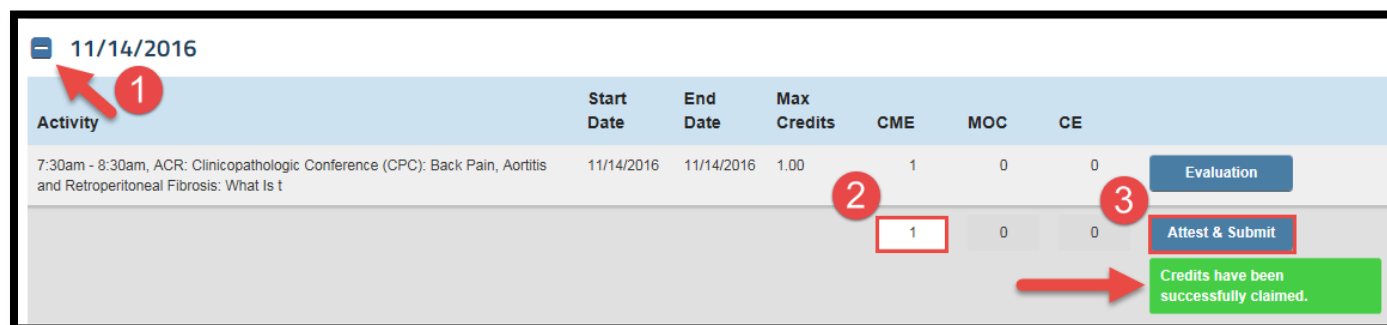 11/14/2016
1
Activity
Start Date
End Date
Max Credits
CME
MOC
CE
7:30am - 8:30am, ACR: Clinicopathologic Conference (CPC): Back Pain, Aortitis
and Retroperitoneal Fibrosis: What Is t
11/14/2016
11/14/2016
1.00
1
0
0
Evaluation
2
3
1
0
0
Attest & Submit
Credits have been
successfully claimed.